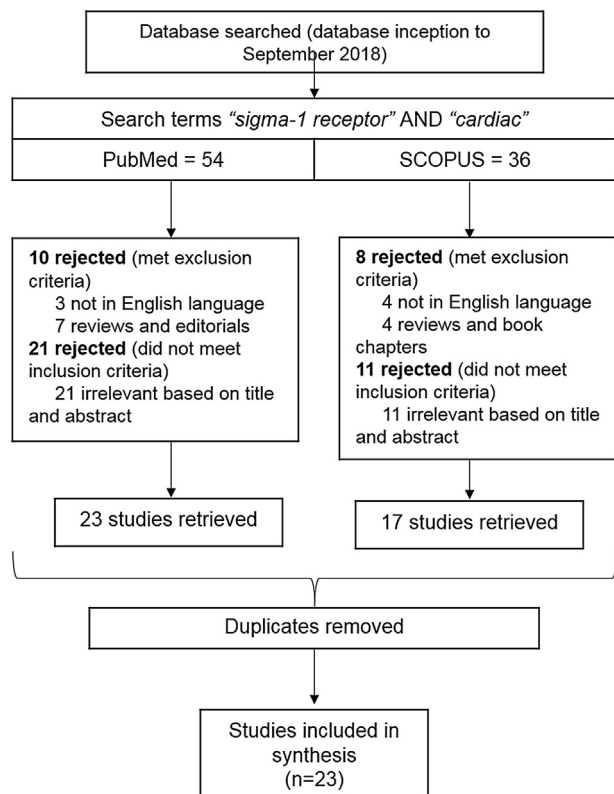 Database searched (database inception to
September 2018)
Search terms “sigma-1 receptor” AND “cardiac”
PubMed = 54
SCOPUS = 36
10 rejected (met exclusion
criteria)
3 not in English language
7 reviews and editorials
21 rejected (did not meet
inclusion criteria)
21 irrelevant based on title
and abstract
8 rejected (met exclusion
criteria)
4 not in English language
4 reviews and book
chapters
11 rejected (did not meet
inclusion criteria)
11 irrelevant based on title
and abstract
23 studies retrieved
17 studies retrieved
Duplicates removed
Studies included in
synthesis
(n=23)